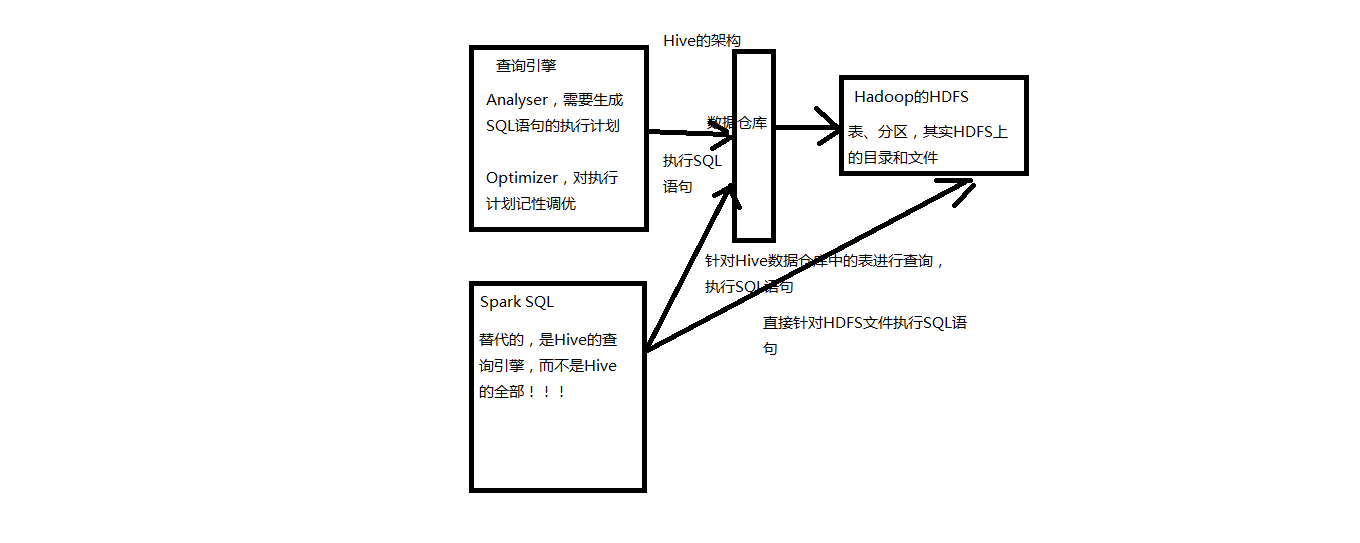 Hive的架构
查询引擎
Analyser，需要生成
SQL语句的执行计划
Optimizer，对执行
计划记性调优
数据仓库
执行SQL
语句
Hadoop的HDFS
表、分区，其实HDFS上
的目录和文件
针对Hive数据仓库中的表进行查询，
执行SQL语句
直接针对HDFS文件执行SQL语
句
Spark SQL
替代的，是Hive的查
询引擎，而不是Hive
的全部！！！